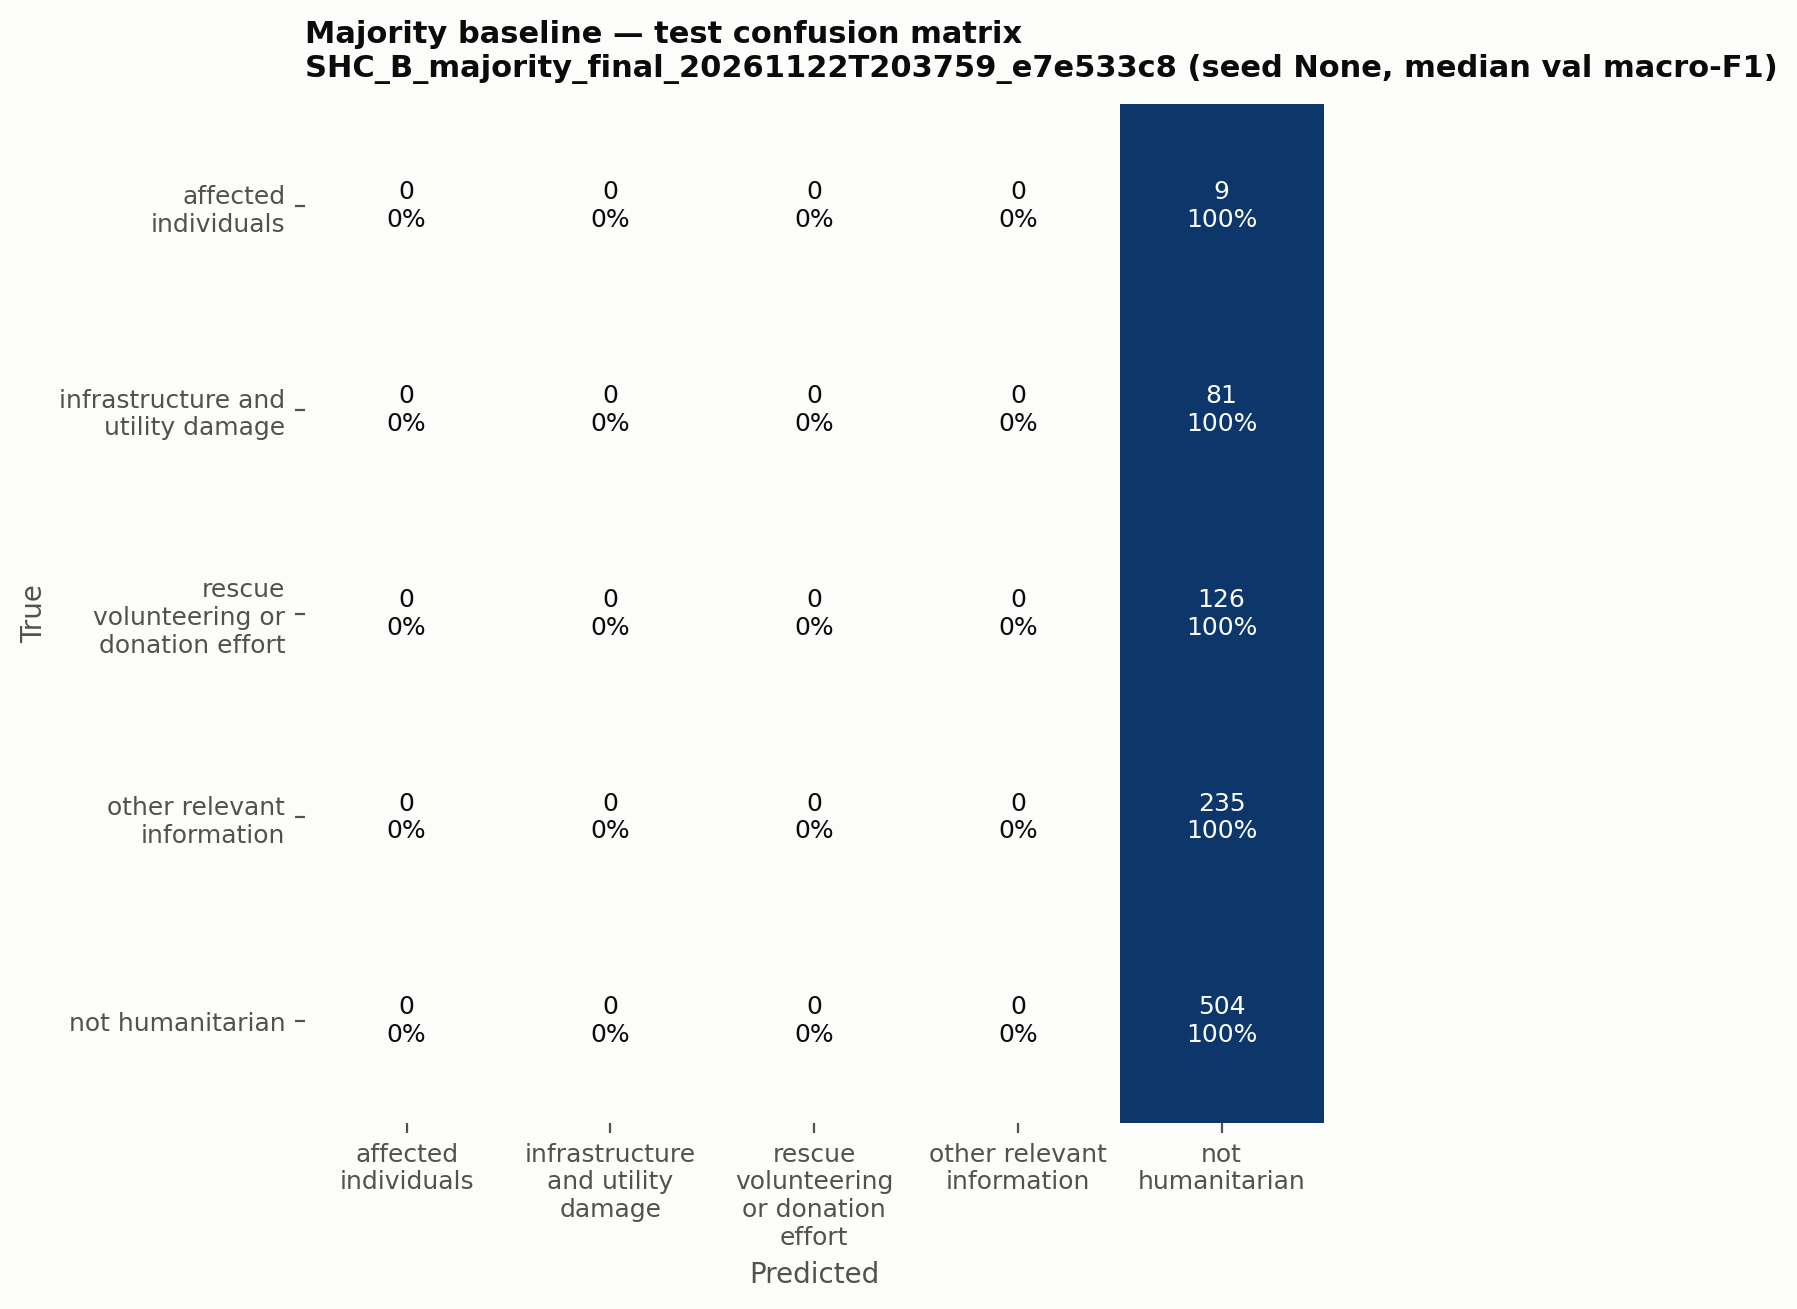 Majority baseline — test confusion matrix
SHC_B_majority_final_20261122T203759_e7e533c8 (seed None, median val macro-F1)
affected
individuals
0 0 0 0 9
0% 0% 0% 0% 100%
infrastructure and
utility damage
0 0 0 0 81
0% 0% 0% 0% 100%
True
rescue
volunteering or
donation effort
0 0 0 0 126
0% 0% 0% 0% 100%
other relevant
information
0 0 0 0 235
0% 0% 0% 0% 100%
not humanitarian
0 0 0 0 504
0% 0% 0% 0% 100%
affected
individuals
infrastructure
and utility
damage
rescue
volunteering
or donation
effort
other relevant
information
not
humanitarian
Predicted